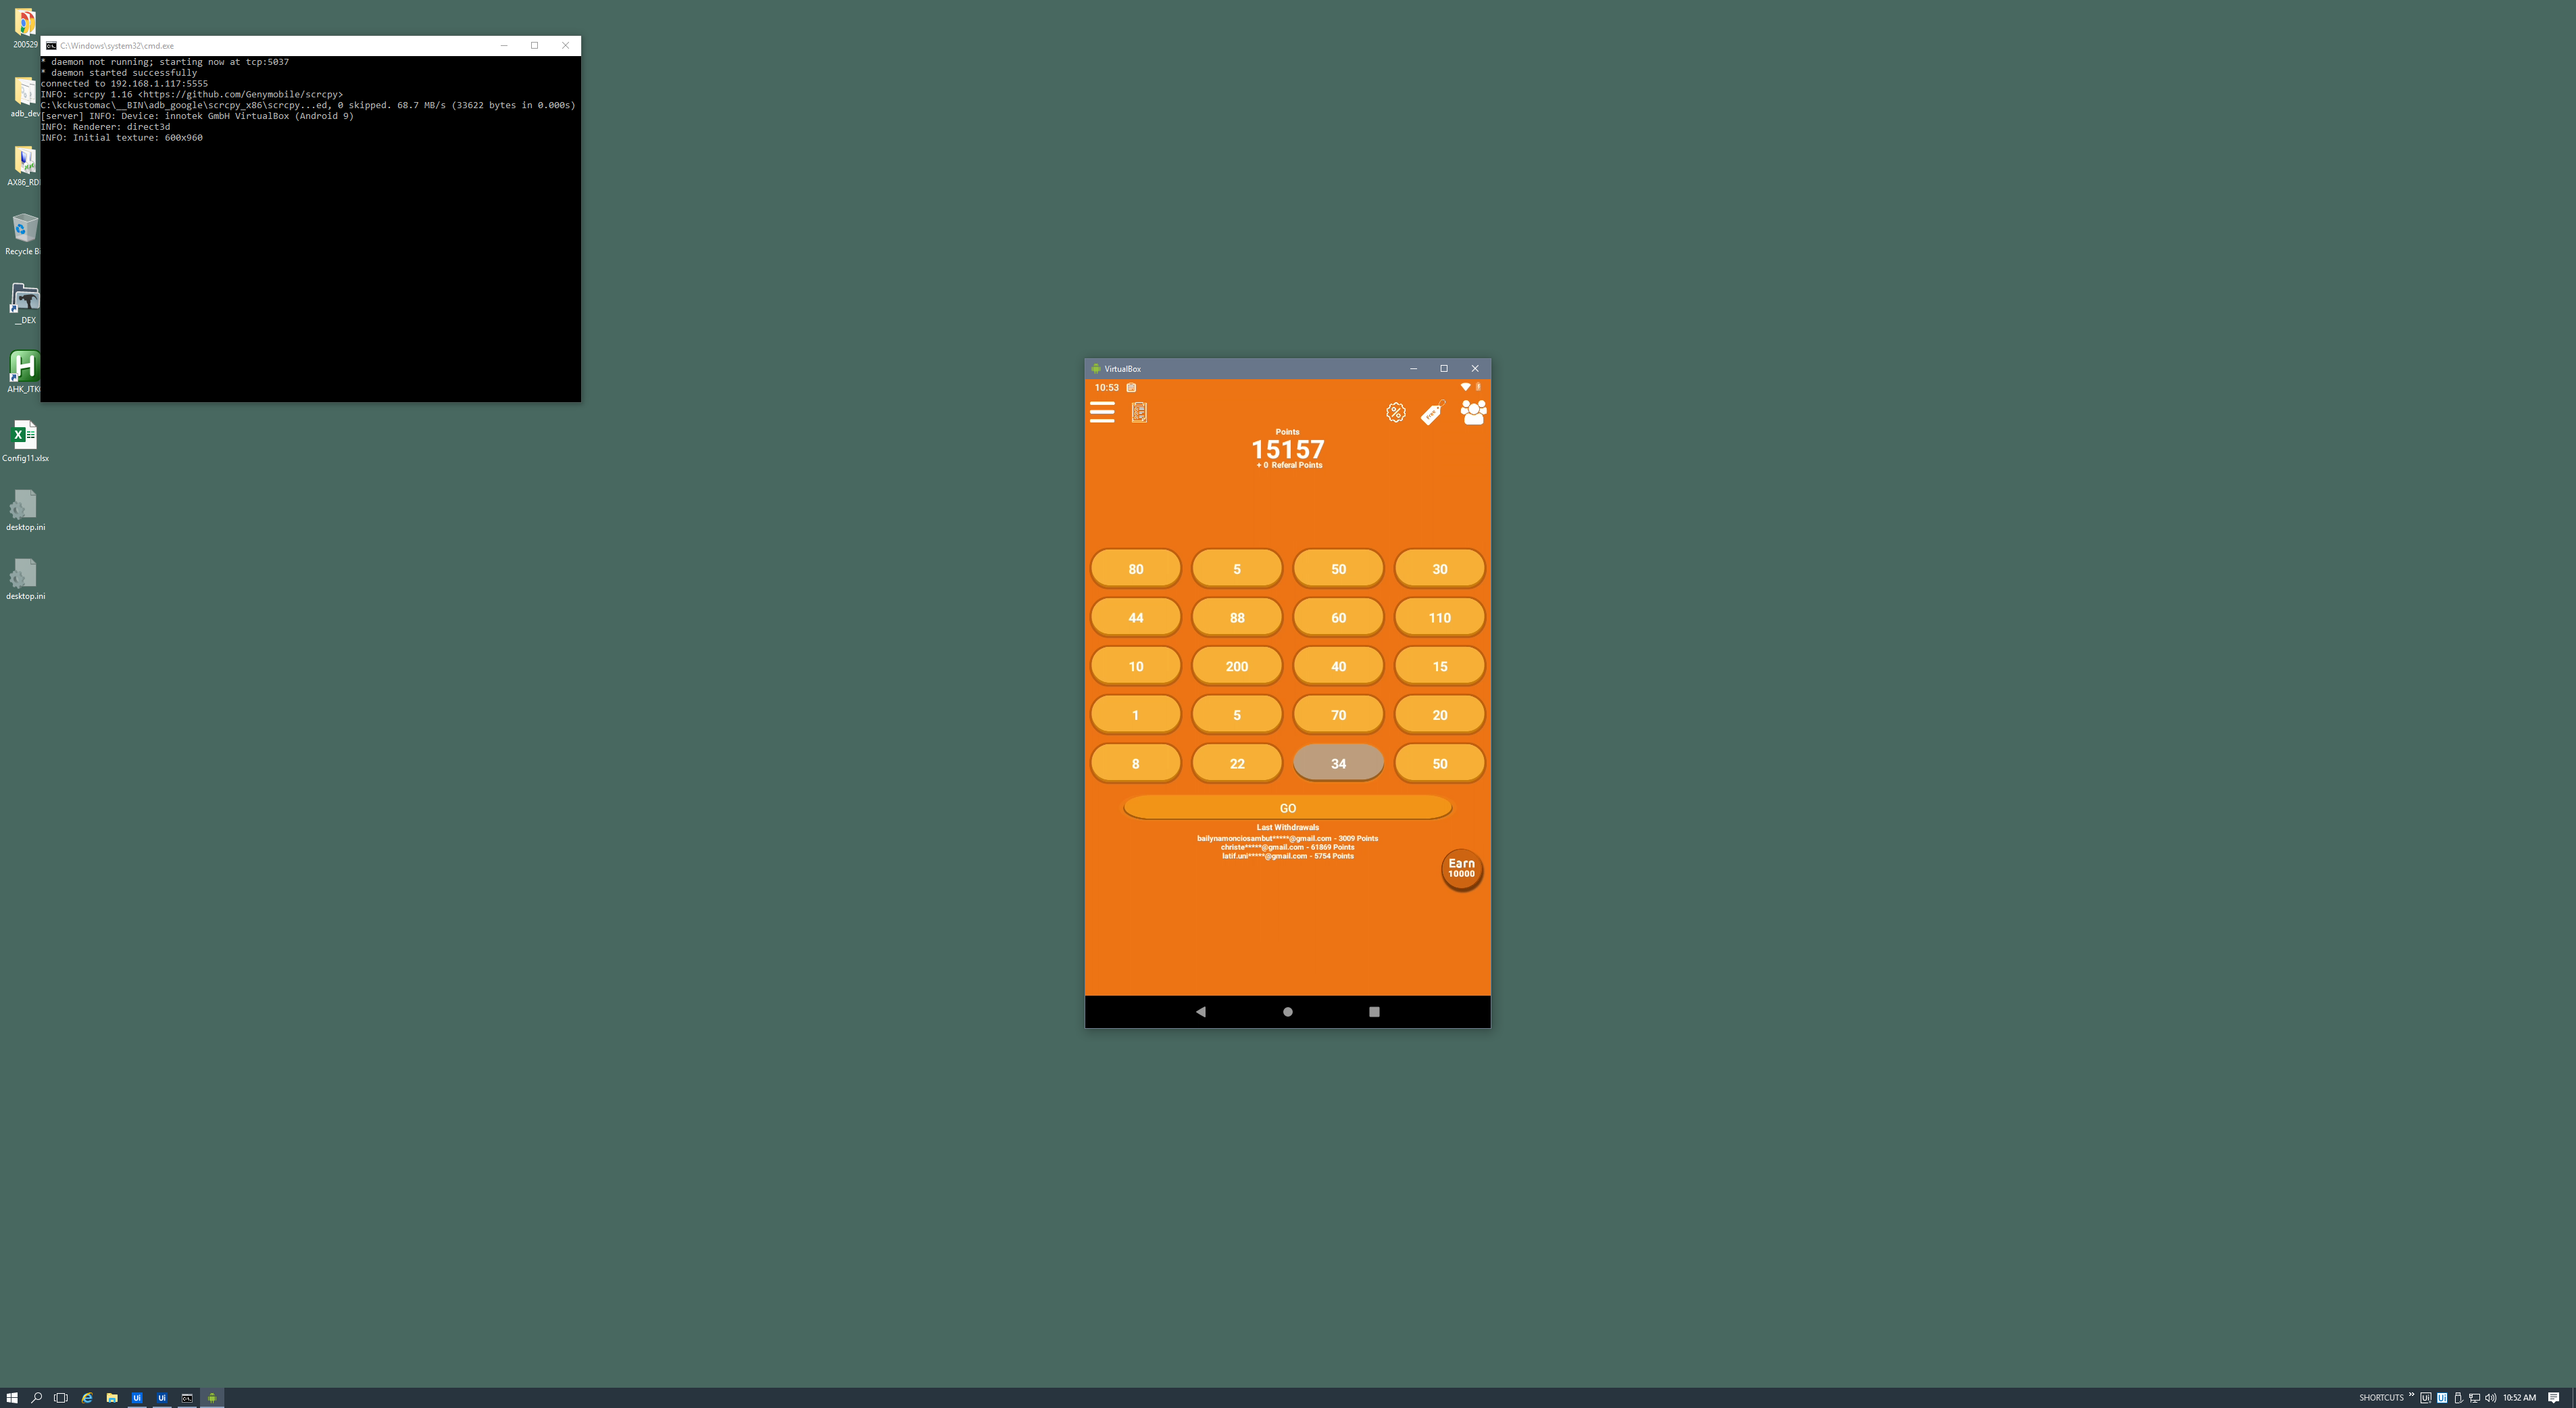 200529
adb_dev
AX86_RD
Recycle B
__DEX
AHK_JTK
Config11.xlsx
desktop.ini
desktop.ini
C:\Windows\system32\cmd.exe
* daemon not running; starting now at tcp:5037
* daemon started successfully
connected to 192.168.1.117:5555
INFO: scrcpy 1.16 <https://github.com/Genymobile/scrcpy>
C:\kckustomac\__BIN\adb_google\scrcpy_x86\scrcpy...ed, 0 skipped. 68.7 MB/s (33622 bytes in 0.000s)
[server] INFO: Device: innotek GmbH VirtualBox (Android 9)
INFO: Renderer: direct3d
INFO: Initial texture: 600x960
VirtualBox
10:53
Points
15157
+ 0 Referal Points
80 5 50 30
44 88 60 110
10 200 40 15
1 5 70 20
8 22 34 50
GO
Last Withdrawals
bailynamonciosambut*****@gmail.com - 3009 Points
christe*****@gmail.com - 61869 Points
latif.uni*****@gmail.com - 5754 Points
Earn
10000
SHORTCUTS
10:52 AM